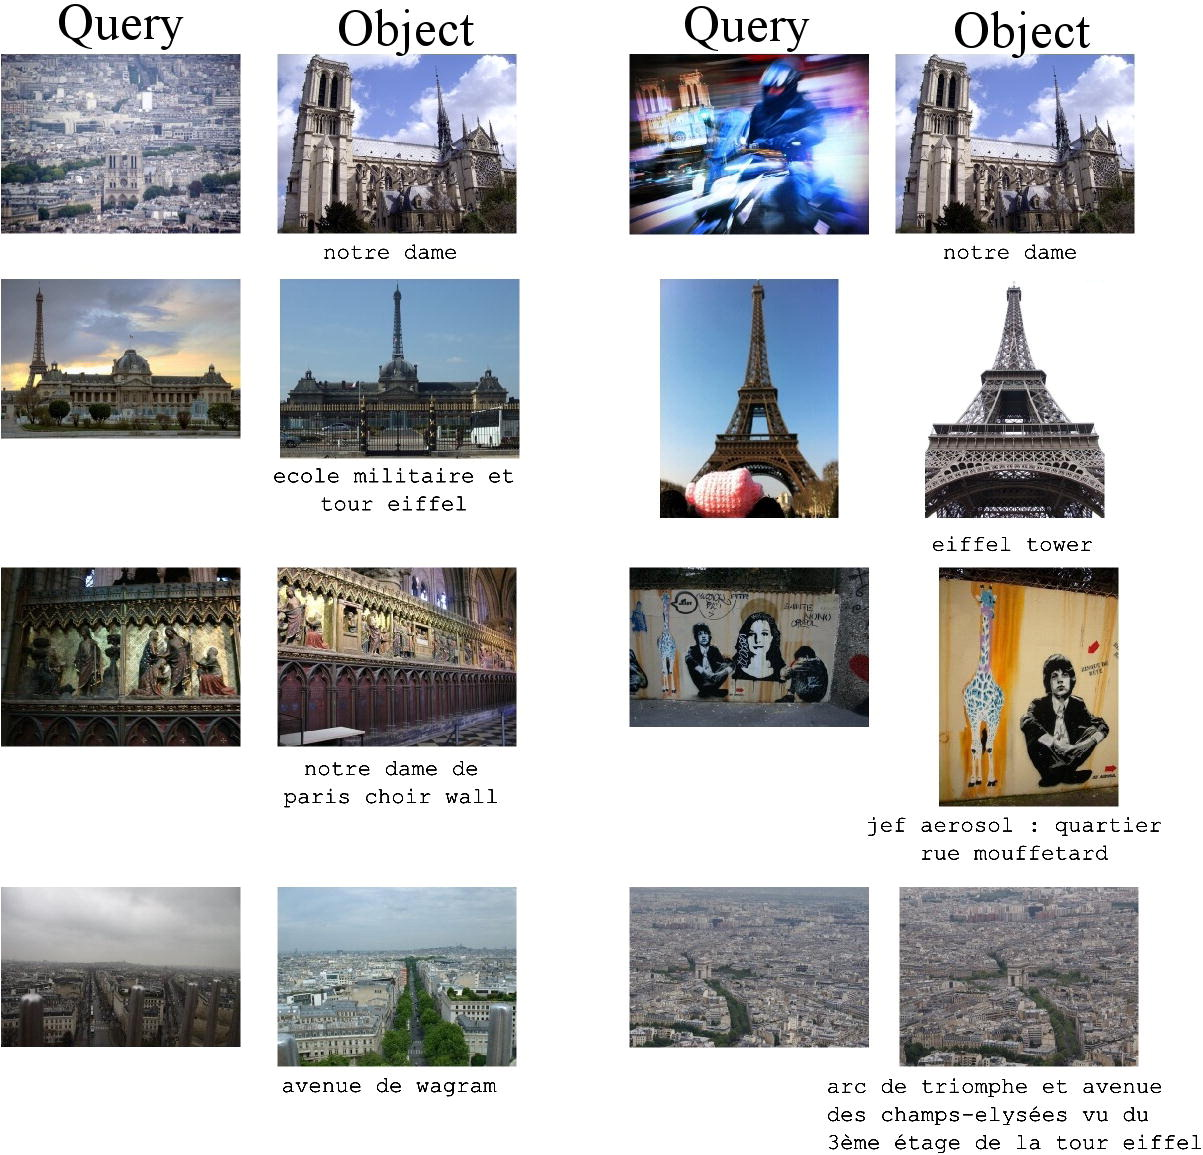 Query Object Query Object
notre dame
notre dame
ecole militaire et
tour eiffel
eiffel tower
notre dame de
paris choir wall
jef aerosol : quartier
rue mouffetard
avenue de wagram
arc de triomphe et avenue
des champs-elysées vu du
3ème étage de la tour eiffel